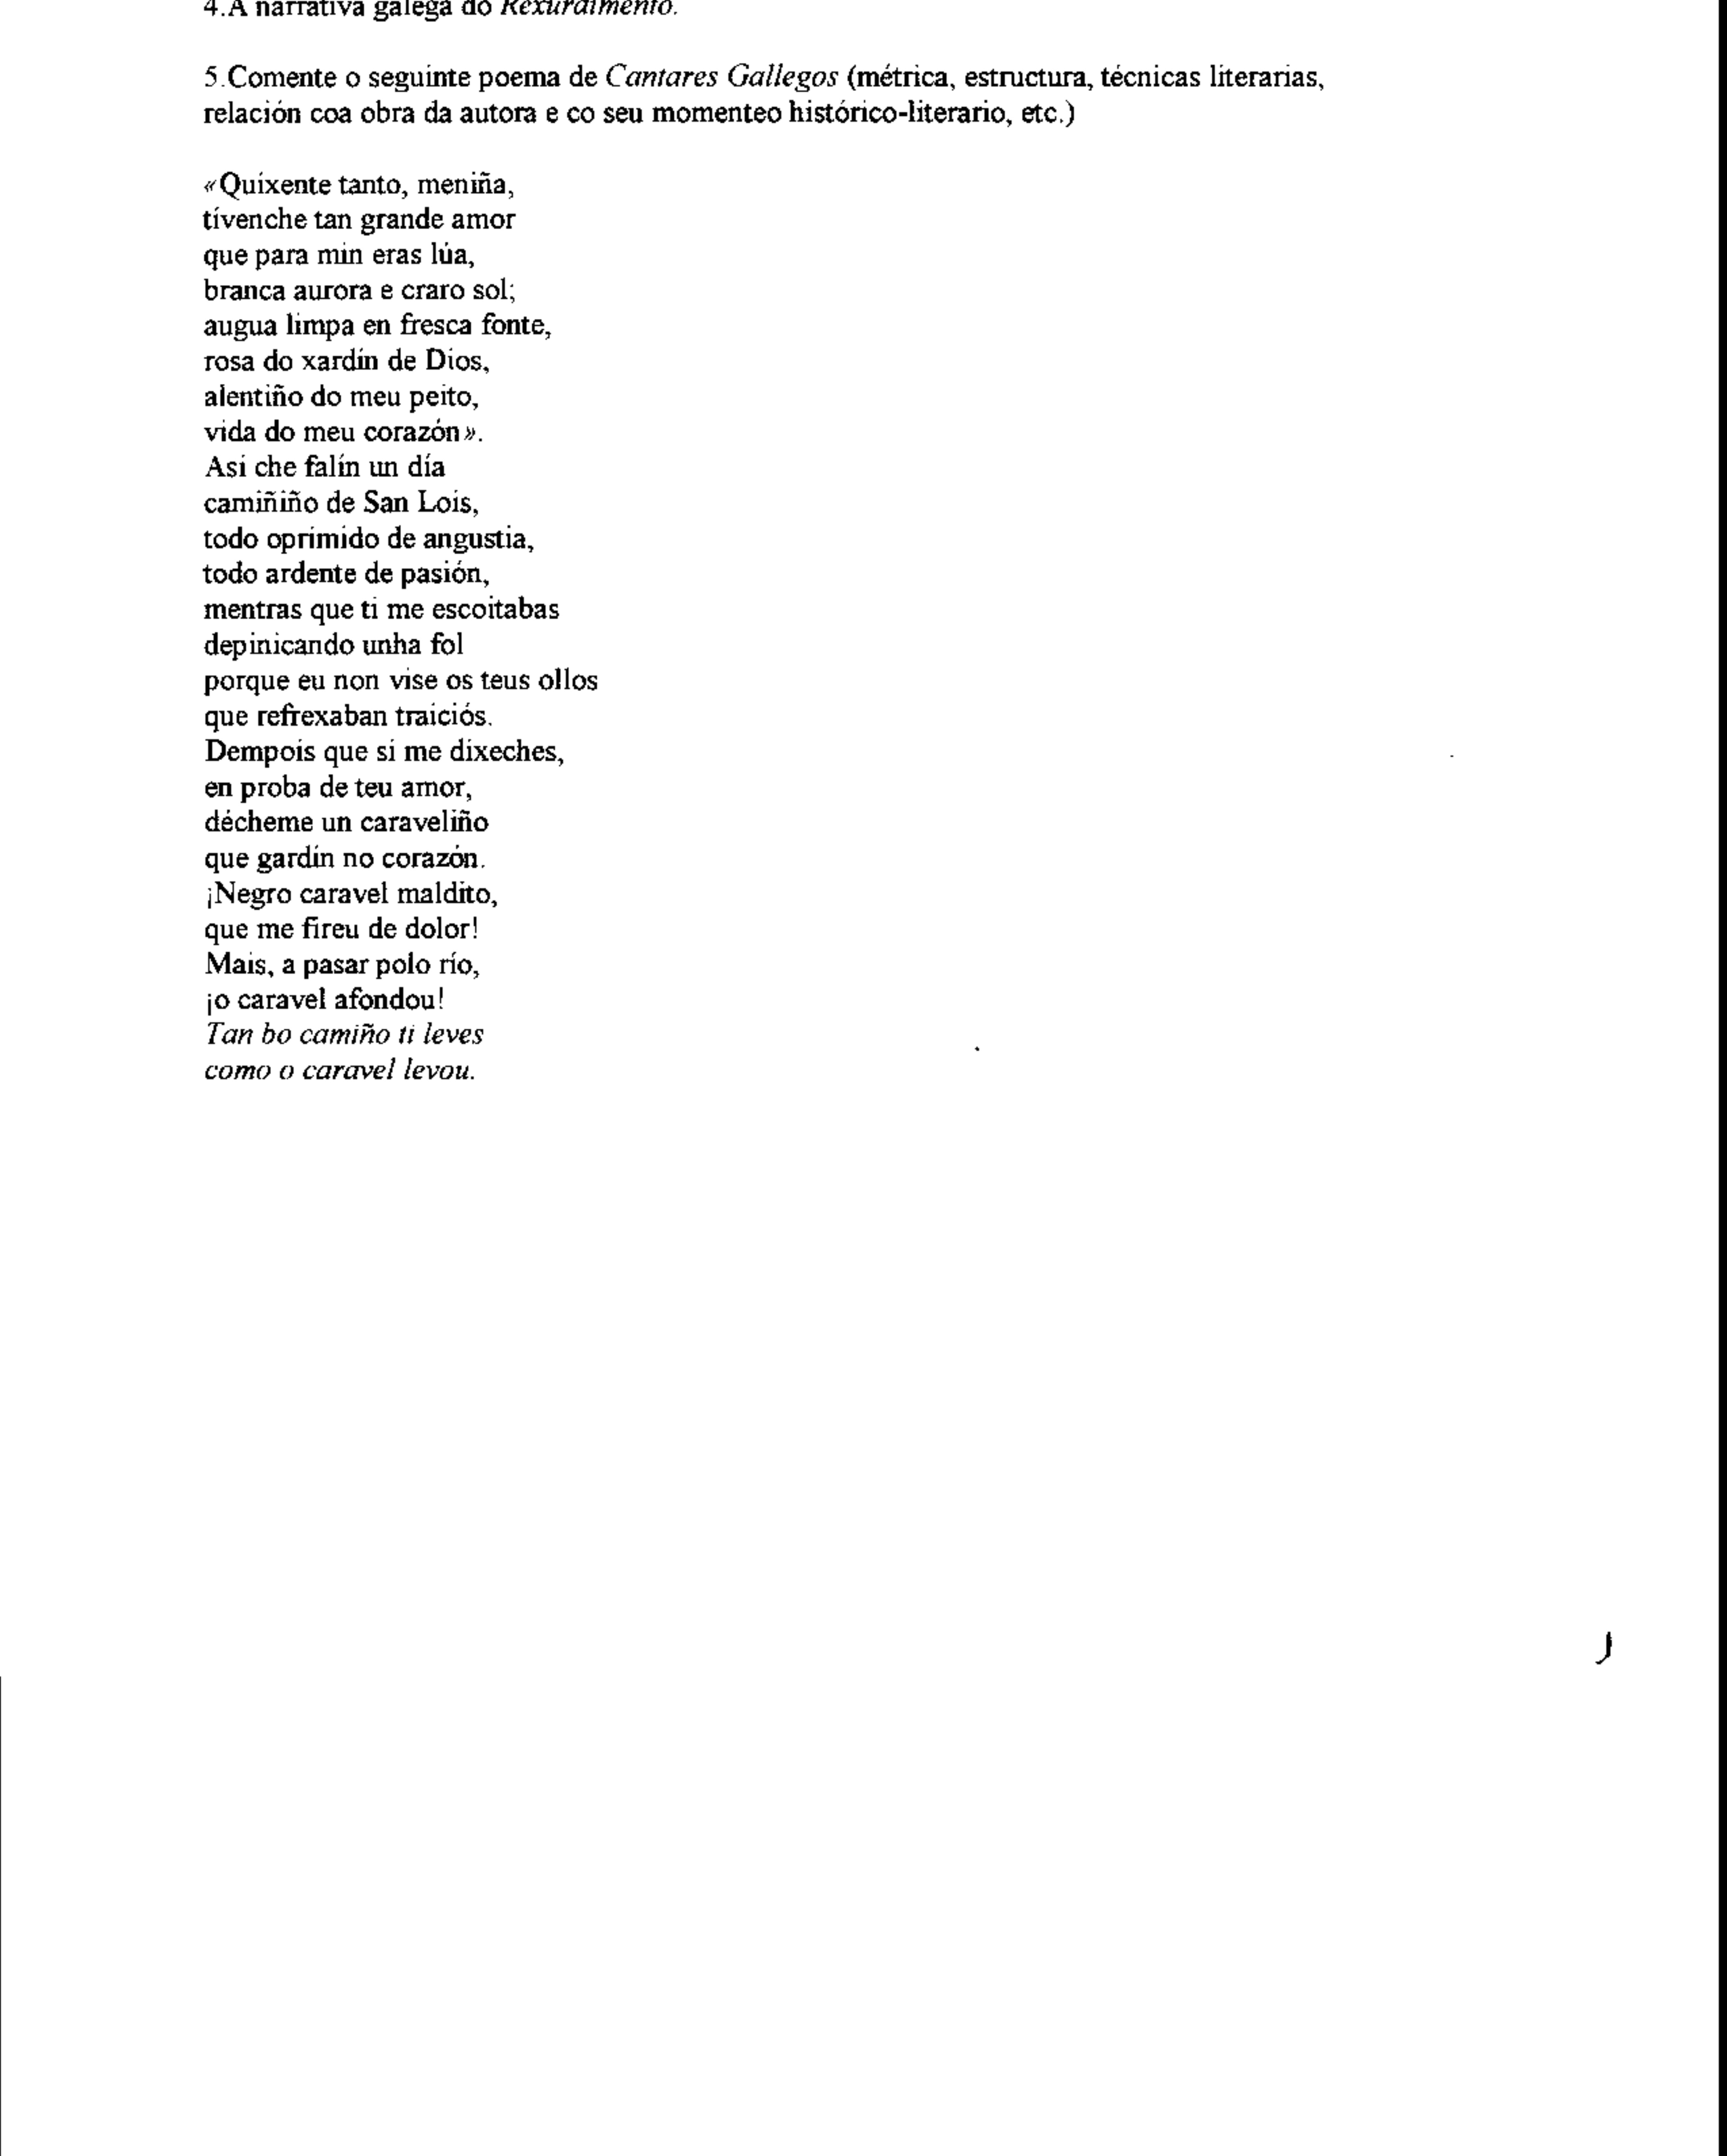 4.A narrativa galega do Rexurdimento.
5.Comente o seguinte poema de Cantares Gallegos (métrica, estructura, técnicas literarias,
relación coa obra da autora e co seu momenteo histórico-literario, etc.)
«Quixente tanto, meniña,
tívenche tan grande amor
que para min eras lúa,
branca aurora e craro sol;
augua limpa en fresca fonte,
rosa do xardín de Dios,
alentiño do meu peito,
vida do meu corazón».
Así che falín un día
camiñiño de San Lois,
todo oprimido de angustia,
todo ardente de pasión,
mentras que ti me escoitabas
depinicando unha fol
porque eu non vise os teus ollos
que refrexaban traiciós.
Dempois que si me dixeches,
en proba de teu amor,
décheme un caraveliño
que gardín no corazón.
¡Negro caravel maldito,
que me fireu de dolor!
Mais, a pasar polo río,
¡o caravel afondou!
Tan bo camiño ti leves
como o caravel levou.